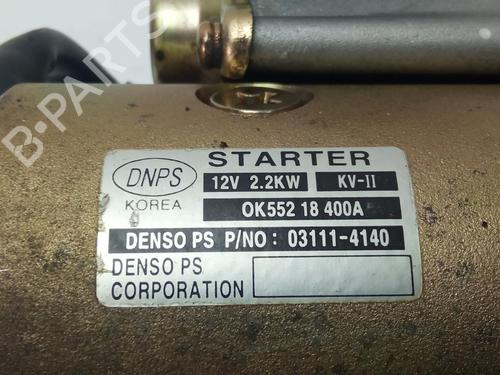 B-PARTS
STARTER
DNPS
KOREA
12V 2.2KW KV-II
OK552 18 400A
DENSO PS P/NO: 03111-4140
DENSO PS
CORPORATION